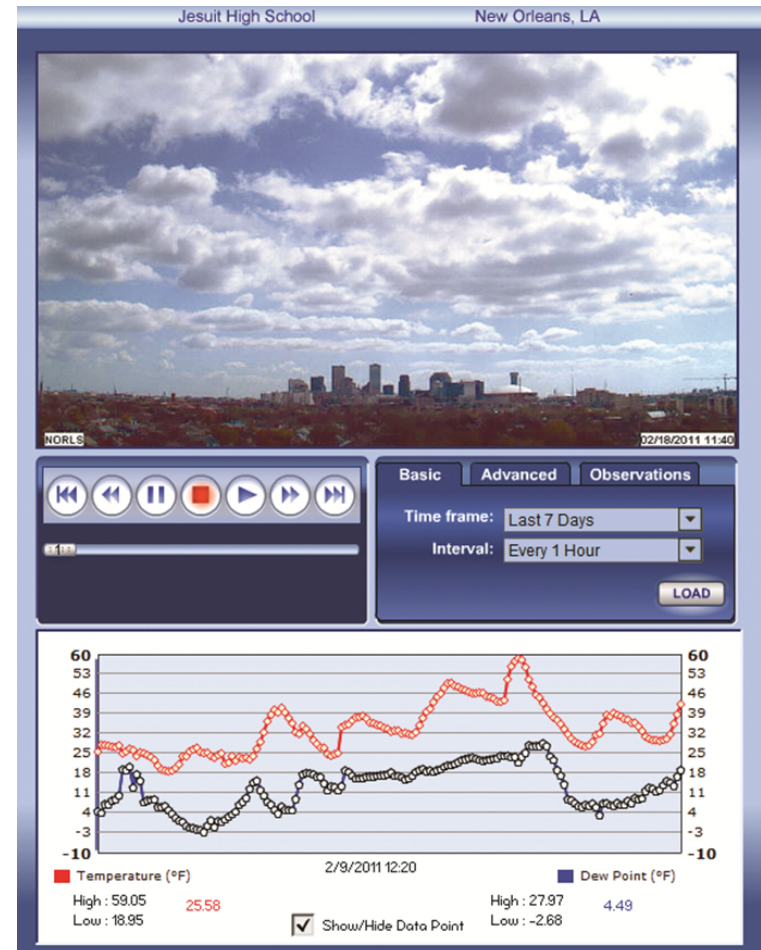 Jesuit High School New Orleans, LA
NORLS 02/18/2011 11:40
Basic Advanced Observations
Time frame: Last 7 Days
Interval: Every 1 Hour
1
LOAD
60 60
53 53
46 46
39 39
32 32
25 25
18 18
11 11
4 4
-3 -3
-10 -10
2/9/2011 12:20
Temperature (°F) Dew Point (°F)
High : 59.05 25.58 High : 27.97 4.49
Low : 18.95 Low : -2.68
Show/Hide Data Point